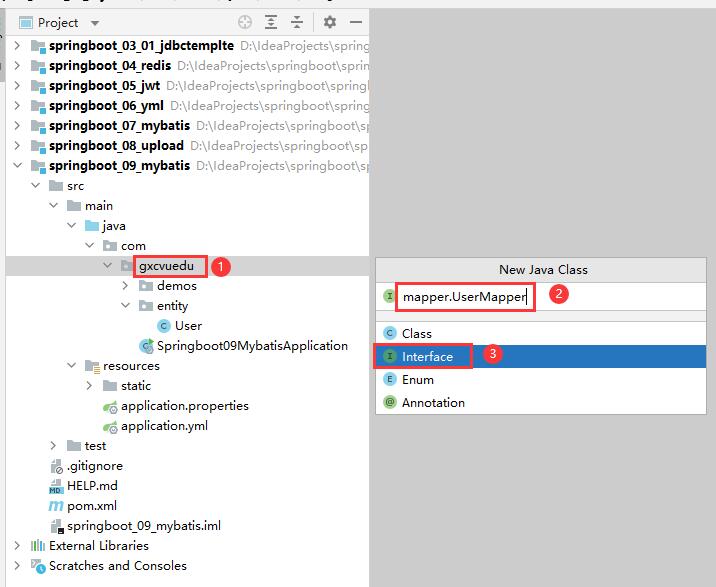 Project
springboot_03_01_jdbctemplte D:\IdeaProjects\spring
springboot_04_redis D:\IdeaProjects\springboot\sprin
springboot_05_jwt D:\IdeaProjects\springboot\spring
springboot_06_yml D:\IdeaProjects\springboot\spring
springboot_07_mybatis D:\IdeaProjects\springboot\s
springboot_08_upload D:\IdeaProjects\springboot\sp
springboot_09_mybatis D:\IdeaProjects\springboot\s
src
main
java
com
gxcvuedu 1
New Java Class
demos
I mapper.UserMapper 2
entity
C User
C Class
Springboot09MybatisApplication
I Interface 3
resources
E Enum
static
@ Annotation
application.properties
application.yml
test
.gitignore
MD HELP.md
m pom.xml
springboot_09_mybatis.iml
External Libraries
Scratches and Consoles